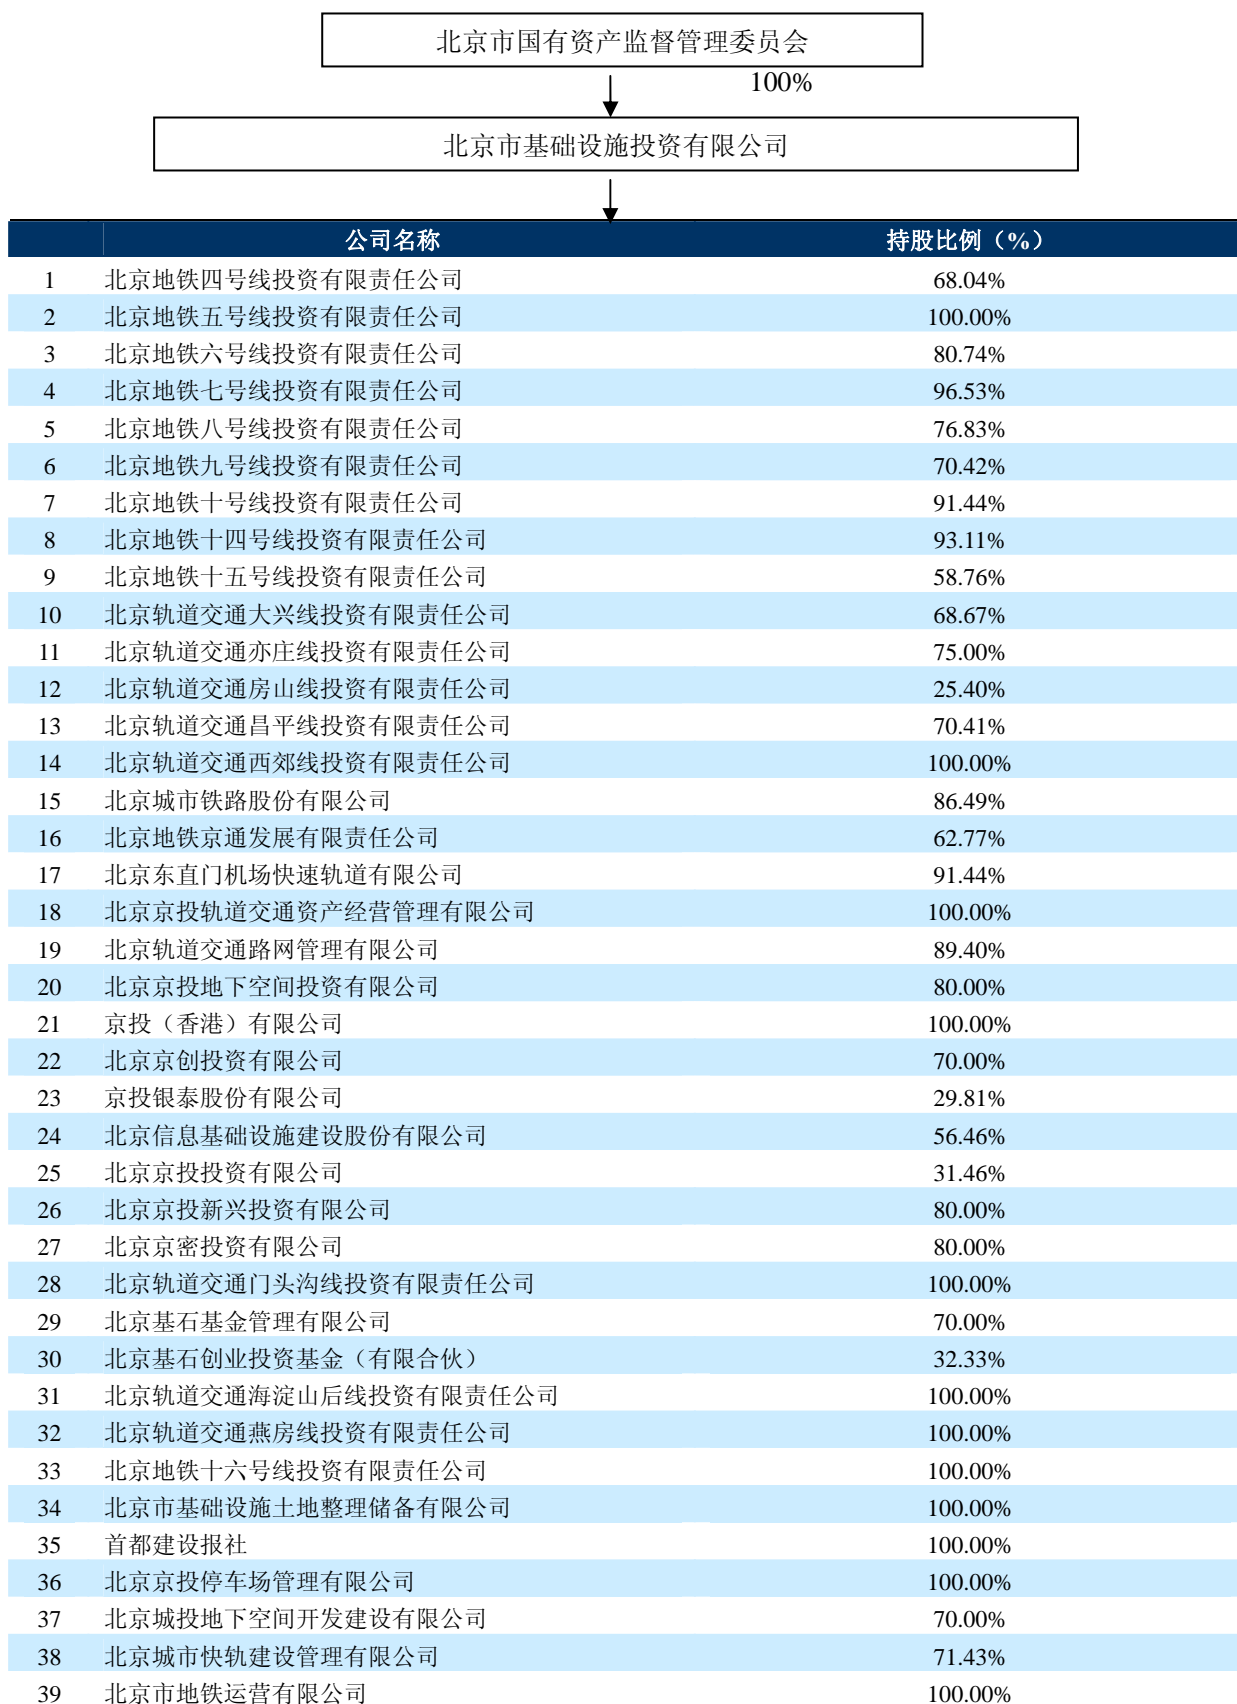 北京市国有资产监督管理委员会
100%
北京市基础设施投资有限公司
公司名称 持股比例（%）
1 北京地铁四号线投资有限责任公司 68.04%
2 北京地铁五号线投资有限责任公司 100.00%
3 北京地铁六号线投资有限责任公司 80.74%
4 北京地铁七号线投资有限责任公司 96.53%
5 北京地铁八号线投资有限责任公司 76.83%
6 北京地铁九号线投资有限责任公司 70.42%
7 北京地铁十号线投资有限责任公司 91.44%
8 北京地铁十四号线投资有限责任公司 93.11%
9 北京地铁十五号线投资有限责任公司 58.76%
10 北京轨道交通大兴线投资有限责任公司 68.67%
11 北京轨道交通亦庄线投资有限责任公司 75.00%
12 北京轨道交通房山线投资有限责任公司 25.40%
13 北京轨道交通昌平线投资有限责任公司 70.41%
14 北京轨道交通西郊线投资有限责任公司 100.00%
15 北京城市铁路股份有限公司 86.49%
16 北京地铁京通发展有限责任公司 62.77%
17 北京东直门机场快速轨道有限公司 91.44%
18 北京京投轨道交通资产经营管理有限公司 100.00%
19 北京轨道交通路网管理有限公司 89.40%
20 北京京投地下空间投资有限公司 80.00%
21 京投（香港）有限公司 100.00%
22 北京京创投资有限公司 70.00%
23 京投银泰股份有限公司 29.81%
24 北京信息基础设施建设股份有限公司 56.46%
25 北京京投投资有限公司 31.46%
26 北京京投新兴投资有限公司 80.00%
27 北京京密投资有限公司 80.00%
28 北京轨道交通门头沟线投资有限责任公司 100.00%
29 北京基石基金管理有限公司 70.00%
30 北京基石创业投资基金（有限合伙） 32.33%
31 北京轨道交通海淀山后线投资有限责任公司 100.00%
32 北京轨道交通燕房线投资有限责任公司 100.00%
33 北京地铁十六号线投资有限责任公司 100.00%
34 北京市基础设施土地整理储备有限公司 100.00%
35 首都建设报社 100.00%
36 北京京投停车场管理有限公司 100.00%
37 北京城投地下空间开发建设有限公司 70.00%
38 北京城市快轨建设管理有限公司 71.43%
39 北京市地铁运营有限公司 100.00%